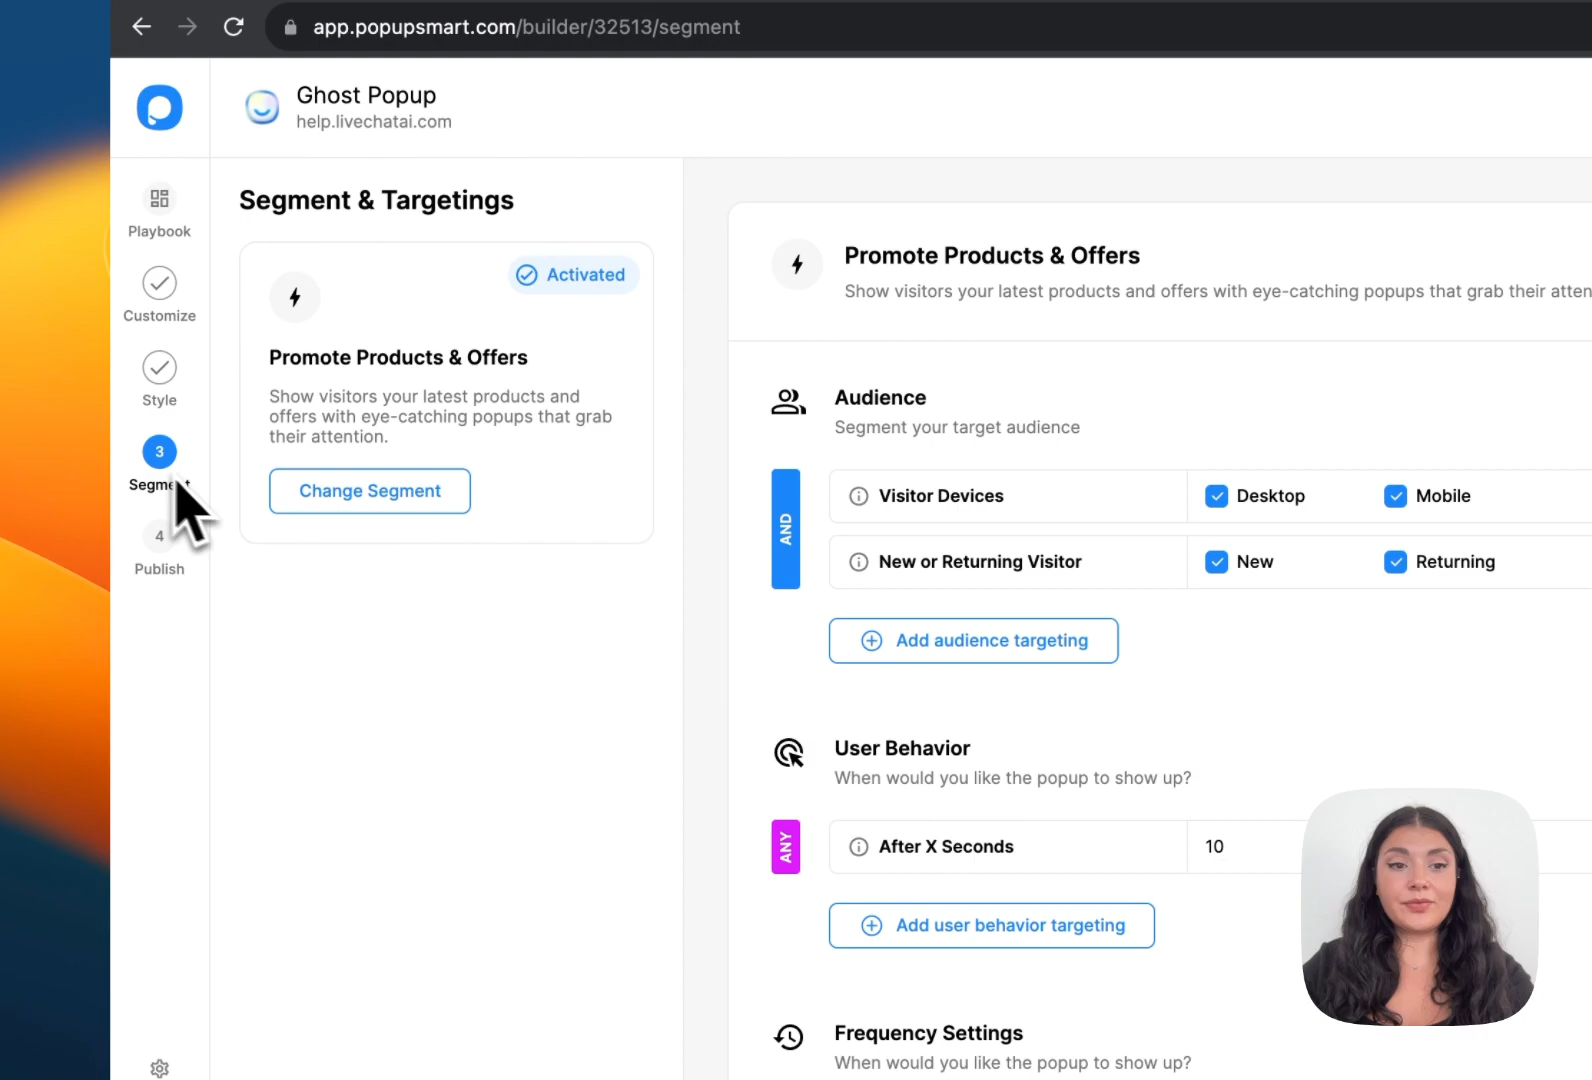 app.popupsmart.com/builder/32513/segment
Ghost Popup
help.livechatai.com
Playbook
Customize
Style
3
Segment
4
Publish
Segment & Targetings
Activated
Promote Products & Offers
Show visitors your latest products and
offers with eye-catching popups that grab
their attention.
Change Segment
Promote Products & Offers
Show visitors your latest products and offers with eye-catching popups that grab their atten
Audience
Segment your target audience
AND
Visitor Devices
Desktop
Mobile
New or Returning Visitor
New
Returning
Add audience targeting
User Behavior
When would you like the popup to show up?
ANY
After X Seconds
10
Add user behavior targeting
Frequency Settings
When would you like the popup to show up?